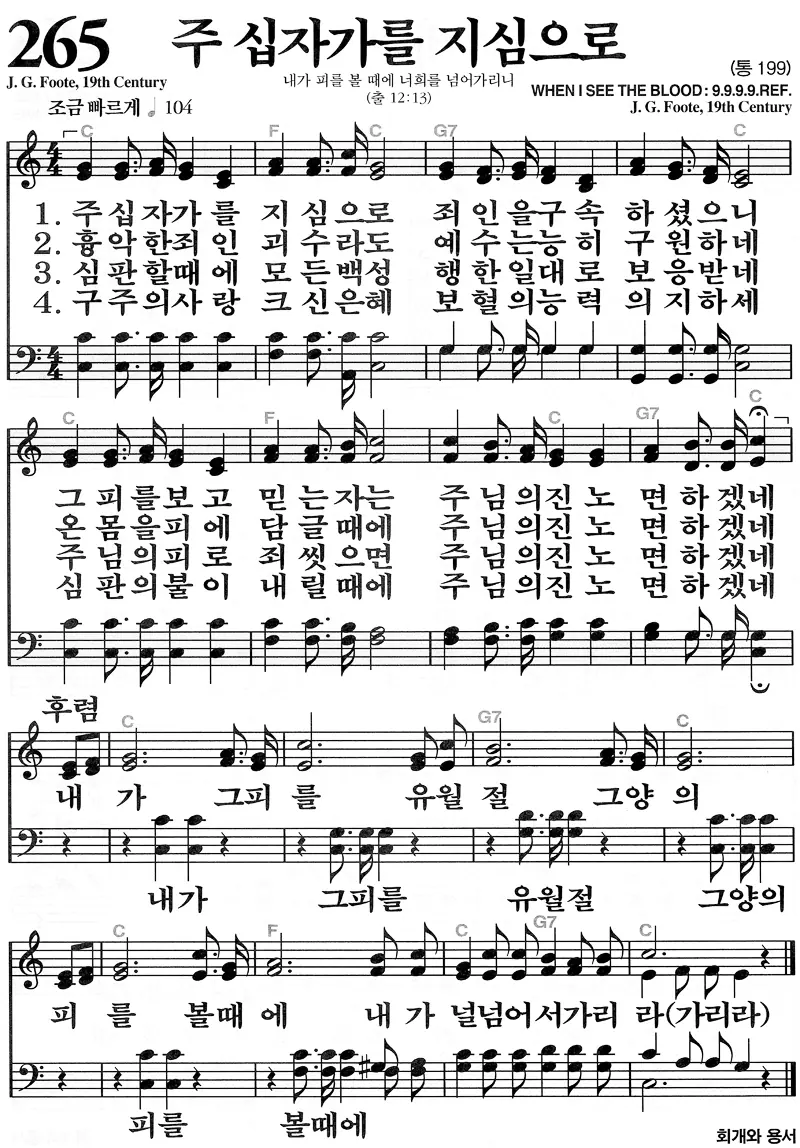 265 주 십자가를 지심으로
(통 199)
J. G. Foote, 19th Century
내가 피를 볼 때에 너희를 넘어가리니
(출 12:13)
WHEN I SEE THE BLOOD: 9.9.9.9.REF.
J. G. Foote, 19th Century
조금 빠르게 ♩ 104
C F C G7 C
1. 주 십 자 가 를 지 심 으 로 죄 인 을 구 속 하 셨 으 니
2. 흉 악 한 죄 인 괴 수 라 도 예 수 는 능 히 구 원 하 네
3. 심 판 할 때 에 모 든 백 성 행 한 일 대 로 보 응 받 네
4. 구 주 의 사 랑 크 신 은 혜 보 혈 의 능 력 의 지 하 세
C F C G7 C
그 피 를 보 고 믿 는 자 는 주 님 의 진 노 면 하 겠 네
온 몸 을 피 에 담 글 때 에 주 님 의 진 노 면 하 겠 네
주 님 의 피 로 죄 씻 으 면 주 님 의 진 노 면 하 겠 네
심 판 의 불 이 내 릴 때 에 주 님 의 진 노 면 하 겠 네
후렴
C C G7 C
내 가 그피 를 유월 절 그양 의
내가 그피를 유월절 그양의
C F C G7 C
피 를 볼때 에 내 가 널넘어서가리 라(가리라)
피를 볼때에
회개와 용서